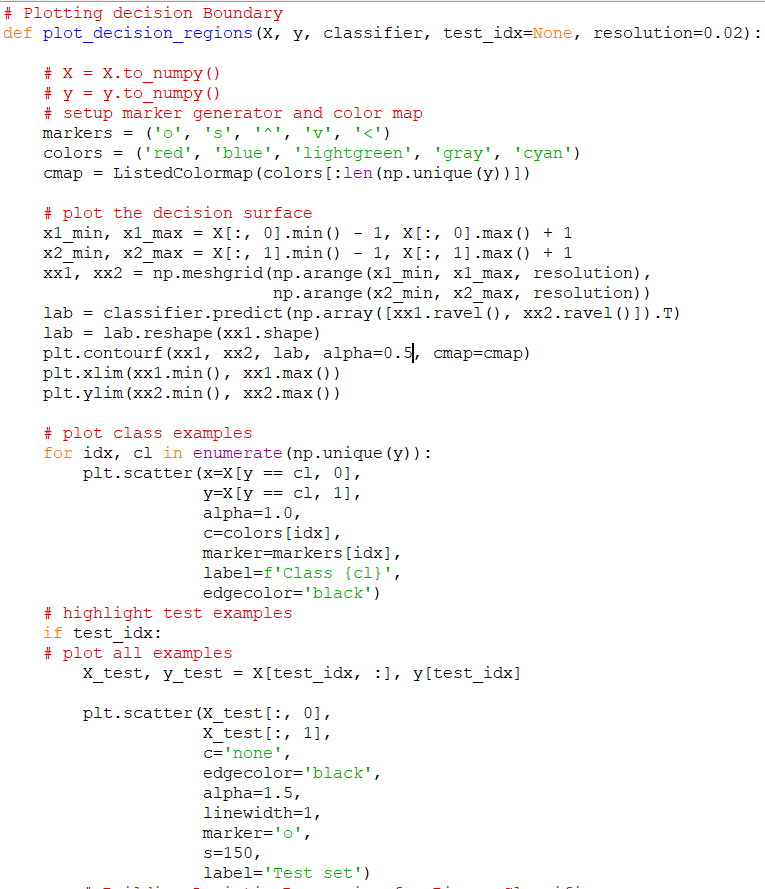 # Plotting decision Boundary
def plot_decision_regions(X, y, classifier, test_idx=None, resolution=0.02):
    # X = X.to_numpy()
    # y = y.to_numpy()
    # setup marker generator and color map
    markers = ('o', 's', '^', 'v', '<')
    colors = ('red', 'blue', 'lightgreen', 'gray', 'cyan')
    cmap = ListedColormap(colors[:len(np.unique(y))])
    # plot the decision surface
    x1_min, x1_max = X[:, 0].min() - 1, X[:, 0].max() + 1
    x2_min, x2_max = X[:, 1].min() - 1, X[:, 1].max() + 1
    xx1, xx2 = np.meshgrid(np.arange(x1_min, x1_max, resolution),
                           np.arange(x2_min, x2_max, resolution))
    lab = classifier.predict(np.array([xx1.ravel(), xx2.ravel()]).T)
    lab = lab.reshape(xx1.shape)
    plt.contourf(xx1, xx2, lab, alpha=0.5, cmap=cmap)
    plt.xlim(xx1.min(), xx1.max())
    plt.ylim(xx2.min(), xx2.max())
    # plot class examples
    for idx, cl in enumerate(np.unique(y)):
        plt.scatter(x=X[y == cl, 0],
                    y=X[y == cl, 1],
                    alpha=1.0,
                    c=colors[idx],
                    marker=markers[idx],
                    label=f'Class {cl}',
                    edgecolor='black')
    # highlight test examples
    if test_idx:
    # plot all examples
        X_test, y_test = X[test_idx, :], y[test_idx]
        plt.scatter(X_test[:, 0],
                    X_test[:, 1],
                    c='none',
                    edgecolor='black',
                    alpha=1.5,
                    linewidth=1,
                    marker='o',
                    s=150,
                    label='Test set')